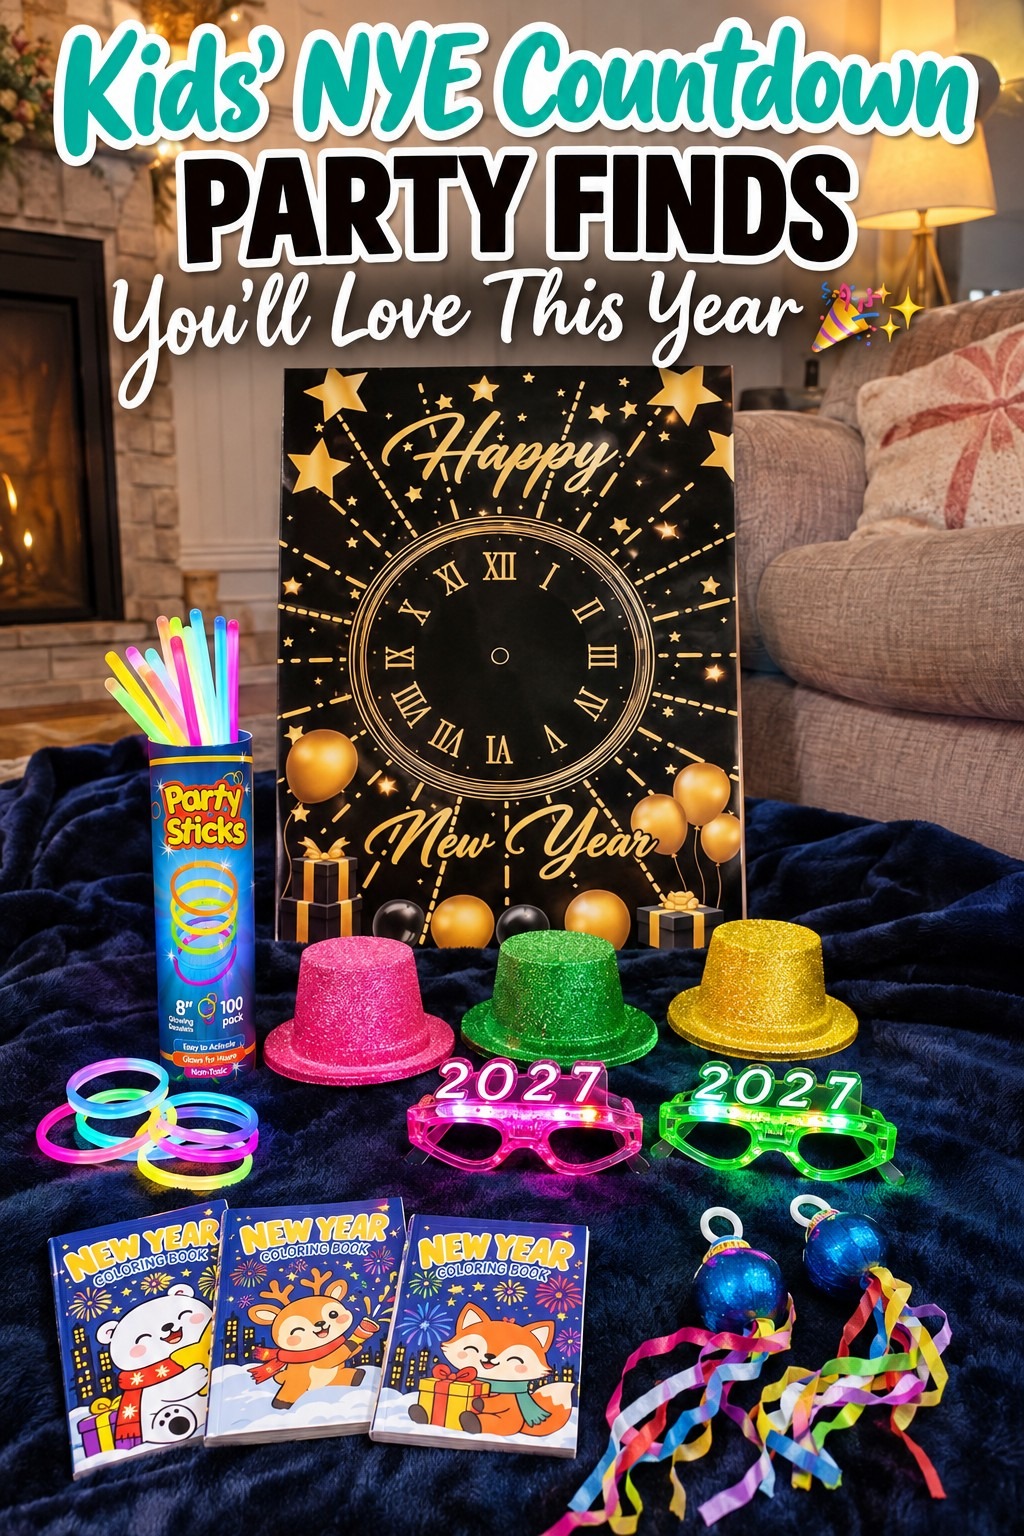 Kids' NYE Countdown
PARTY FINDS
You'll Love This Year 🎉✨
Happy
XII
I
II
III
IV
V
VI
VII
VIII
IX
X
XI
New Year
Party
Sticks
8" 100
Glowing pack
Easy to Activate
Non-Toxic
2027
2027
NEW YEAR
COLORING BOOK
NEW YEAR
COLORING BOOK
NEW YEAR
COLORING BOOK